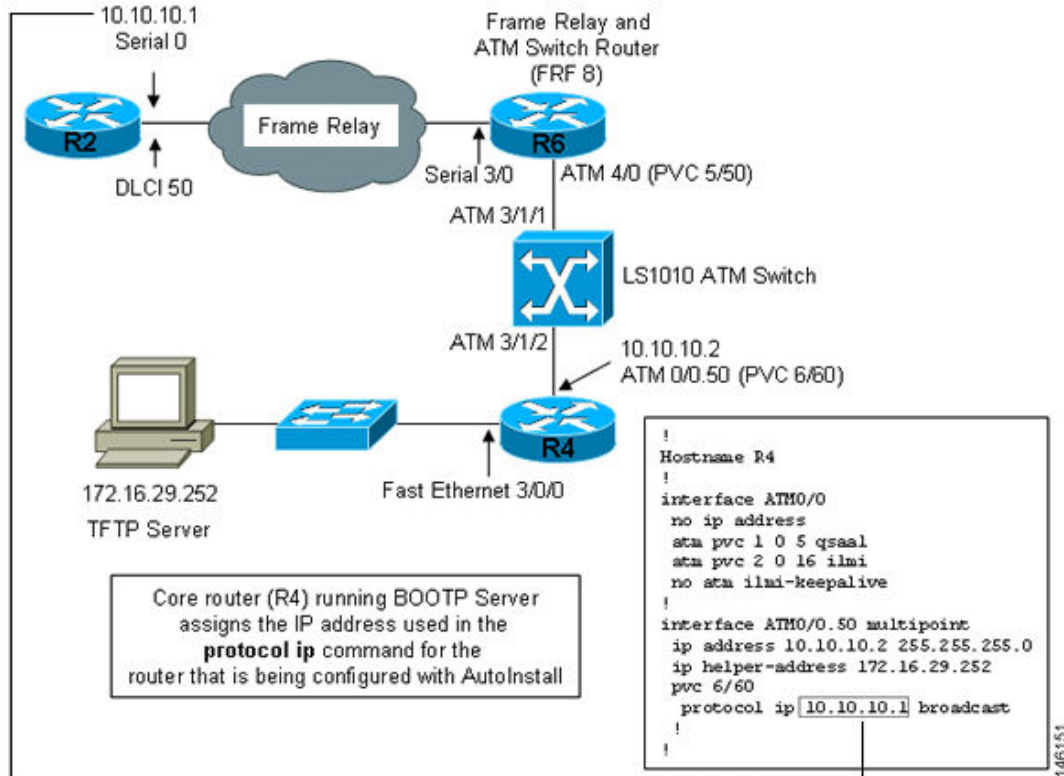 10.10.10.1
Serial 0
Frame Relay and
ATM Switch Router
(FRF 8)
R2
Frame Relay
R6
DLCI 50
Serial 3/0
ATM 4/0 (PVC 5/50)
ATM 3/1/1
LS1010 ATM Switch
ATM 3/1/2
10.10.10.2
ATM 0/0.50 (PVC 6/60)
R4
172.16.29.252
TFTP Server
Fast Ethernet 3/0/0
Core router (R4) running BOOTP Server
assigns the IP address used in the
protocol ip command for the
router that is being configured with AutoInstall
!
Hostname R4
!
interface ATM0/0
no ip address
atm pvc 1 0 5 qsaal
atm pvc 2 0 16 ilmi
no atm ilmi-keepalive
!
interface ATM0/0.50 multipoint
ip address 10.10.10.2 255.255.255.0
ip helper-address 172.16.29.252
pvc 6/60
protocol ip 10.10.10.1 broadcast
!
!
146151